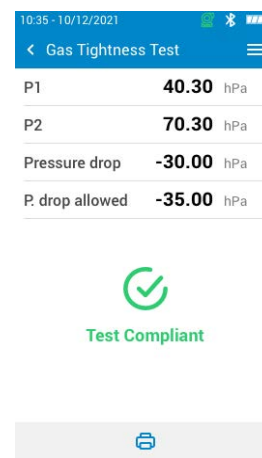 10:35 - 10/12/2021
Gas Tightness Test
P1 40.30 hPa
P2 70.30 hPa
Pressure drop -30.00 hPa
P. drop allowed -35.00 hPa
Test Compliant